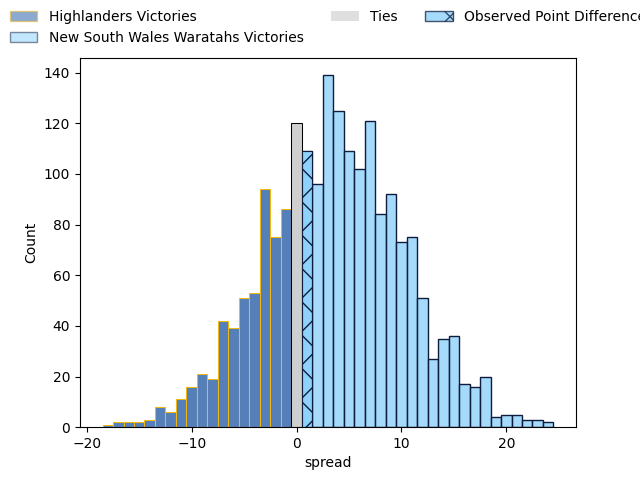 Highlanders Victories
Ties
Observed Point Difference
New South Wales Waratahs Victories
140
120
100
80
60
40
20
0
Count
−20
−10
0
10
20
spread